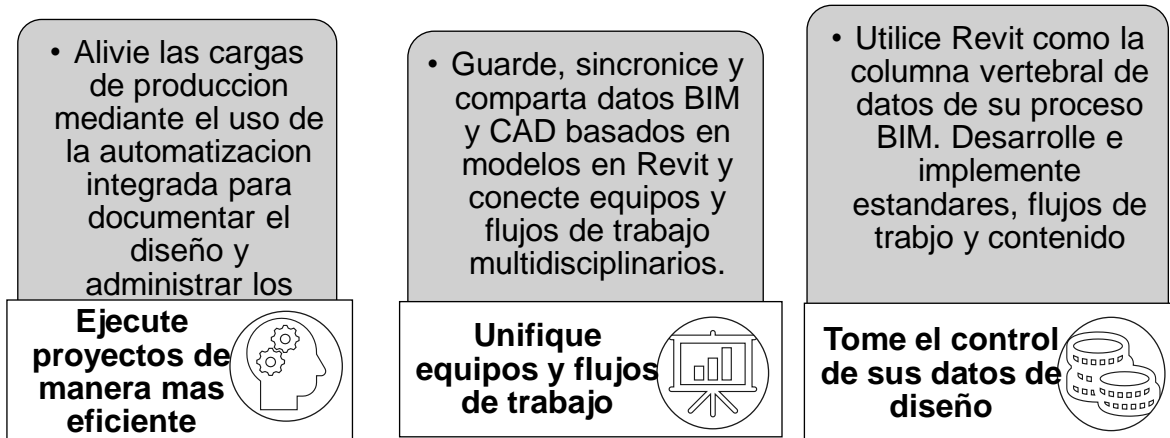 • Alivie las cargas
de produccion
mediante el uso de
la automatizacion
integrada para
documentar el
diseño y
administrar los
Ejecute
proyectos de
manera mas
eficiente
• Guarde, sincronice y
comparta datos BIM
y CAD basados en
modelos en Revit y
conecte equipos y
flujos de trabajo
multidisciplinarios.
Unifique
equipos y flujos
de trabajo
• Utilice Revit como la
columna vertebral de
datos de su proceso
BIM. Desarrolle e
implemente
estandares, flujos de
trabjo y contenido
Tome el control
de sus datos de
diseño